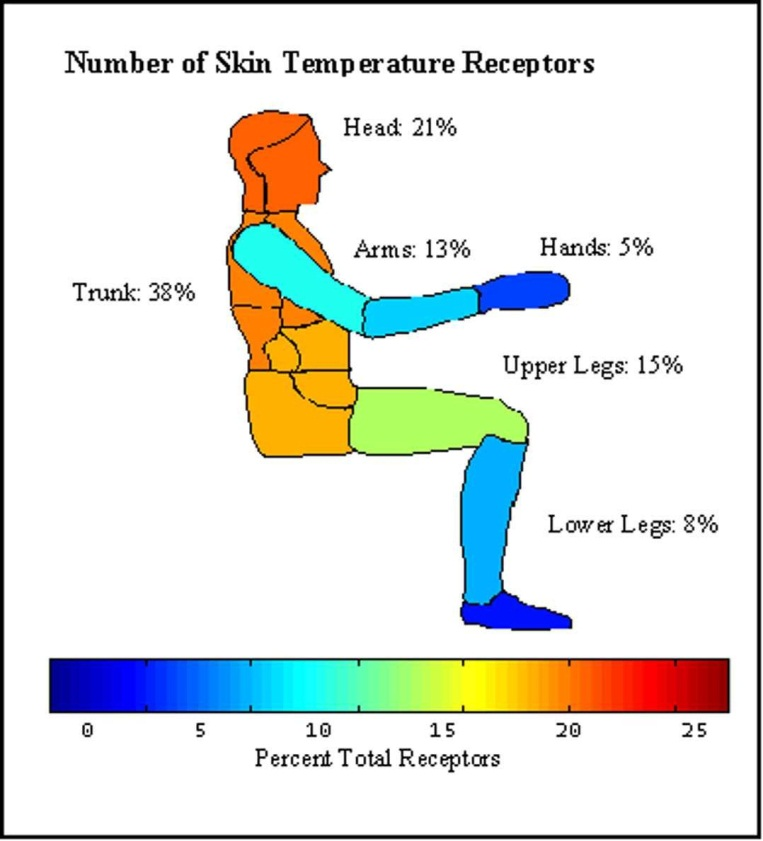 Number of Skin Temperature Receptors
Head: 21%
Arms: 13%
Hands: 5%
Trunk: 38%
Upper Legs: 15%
Lower Legs: 8%
0 5 10 15 20 25
Percent Total Receptors